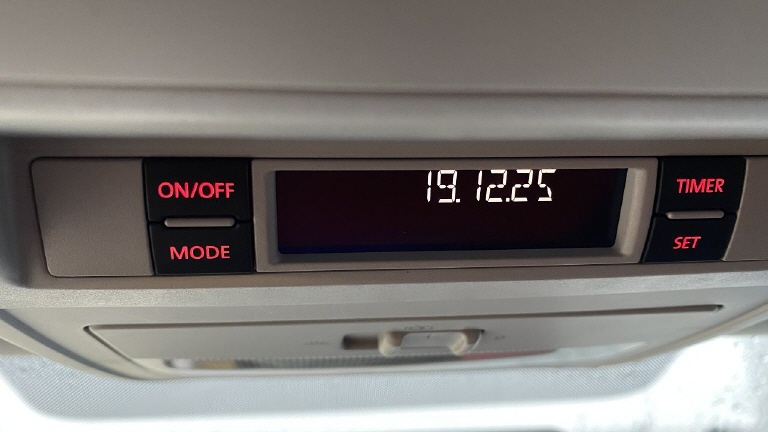 ON/OFF
MODE
19.12.25
TIMER
SET